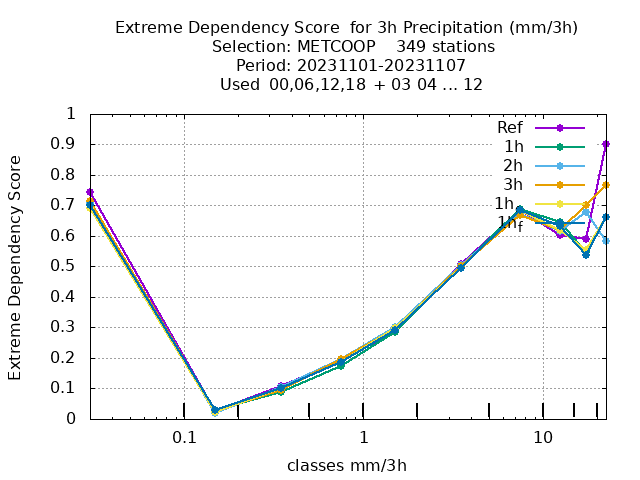 Extreme Dependency Score for 3h Precipitation (mm/3h)
Selection: METCOOP 349 stations
Period: 20231101-20231107
Used 00,06,12,18 + 03 04 ... 12
Extreme Dependency Score
1
0.9
0.8
0.7
0.6
0.5
0.4
0.3
0.2
0.1
0
Ref
1h
2h
3h
1h
1hf
0.1
1
10
classes mm/3h